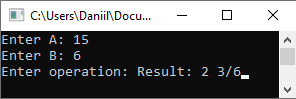 C:\Users\Daniil\Docu...
Enter A: 15
Enter B: 6
Enter operation: Result: 2 3/6